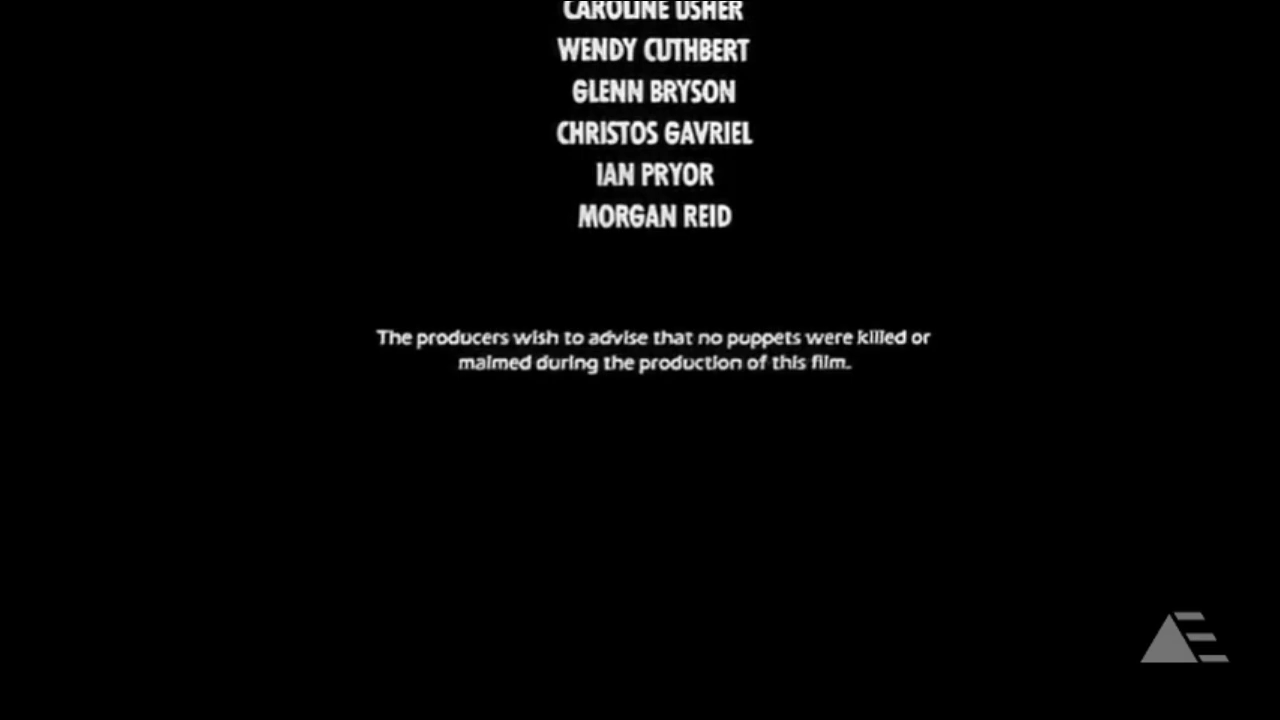 CAROLINE USHER
WENDY CUTHBERT
GLENN BRYSON
CHRISTOS GAVRIEL
IAN PRYOR
MORGAN REID
The producers wish to advise that no puppets were killed or
maimed during the production of this film.